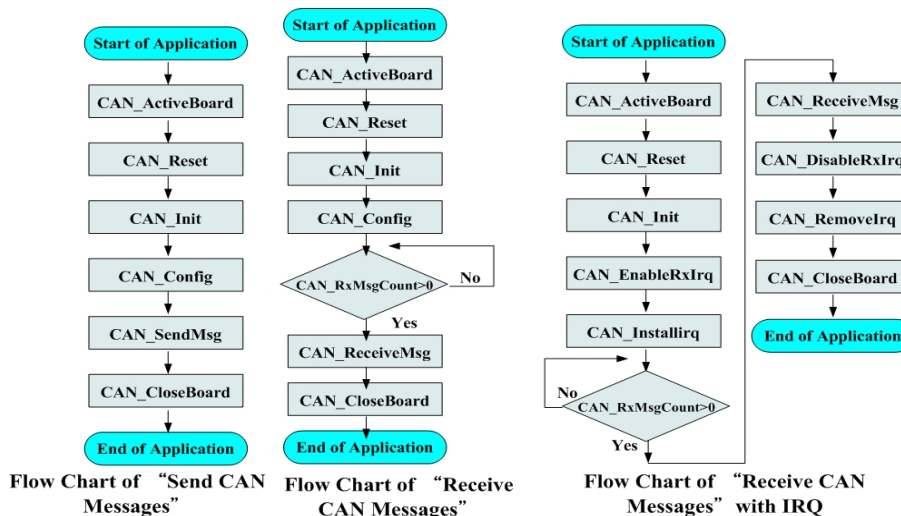 Start of Application
CAN_ActiveBoard
CAN_Reset
CAN_Init
CAN_Config
CAN_SendMsg
CAN_CloseBoard
End of Application
Flow Chart of “Send CAN
Messages”
Start of Application
CAN_ActiveBoard
CAN_Reset
CAN_Init
CAN_Config
CAN_RxMsgCount>0
No
Yes
CAN_ReceiveMsg
CAN_CloseBoard
End of Application
Flow Chart of “Receive
CAN Messages”
Start of Application
CAN_ActiveBoard
CAN_Reset
CAN_Init
CAN_EnableRxIrq
CAN_Installirq
No
CAN_RxMsgCount>0
Yes
CAN_ReceiveMsg
CAN_DisableRxIrq
CAN_RemoveIrq
CAN_CloseBoard
End of Application
Flow Chart of “Receive CAN
Messages” with IRQ